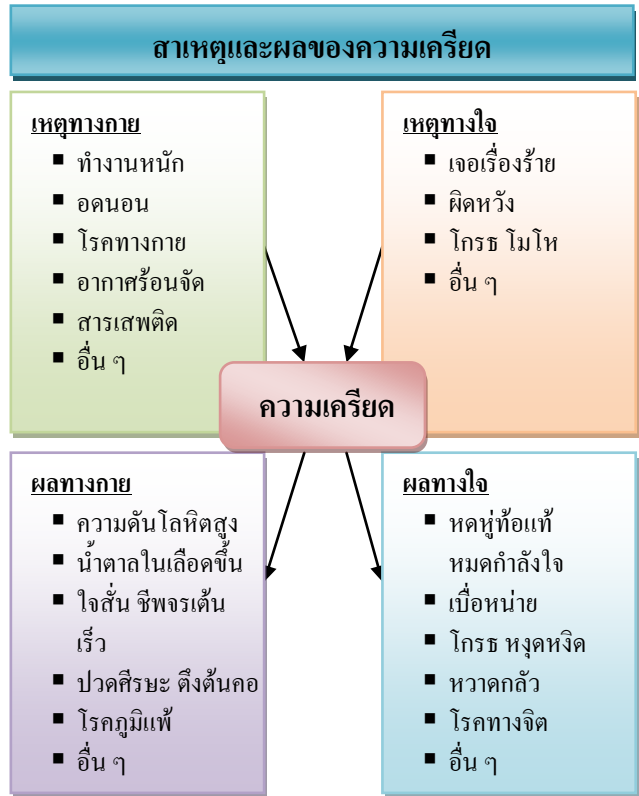 สาเหตุและผลของความเครียด
เหตุทางกาย
▪ ทำงานหนัก
▪ อดนอน
▪ โรคทางกาย
▪ อากาศร้อนจัด
▪ สารเสพติด
▪ อื่น ๆ
เหตุทางใจ
▪ เจอเรื่องร้าย
▪ ผิดหวัง
▪ โกรธ โมโห
▪ อื่น ๆ
ความเครียด
ผลทางกาย
▪ ความดันโลหิตสูง
▪ น้ำตาลในเลือดขึ้น
▪ ใจสั่น ชีพจรเต้น
เร็ว
▪ ปวดศีรษะ ตึงต้นคอ
▪ โรคภูมิแพ้
▪ อื่น ๆ
ผลทางใจ
▪ หดหู่ท้อแท้
หมดกำลังใจ
▪ เบื่อหน่าย
▪ โกรธ หงุดหงิด
▪ หวาดกลัว
▪ โรคทางจิต
▪ อื่น ๆ